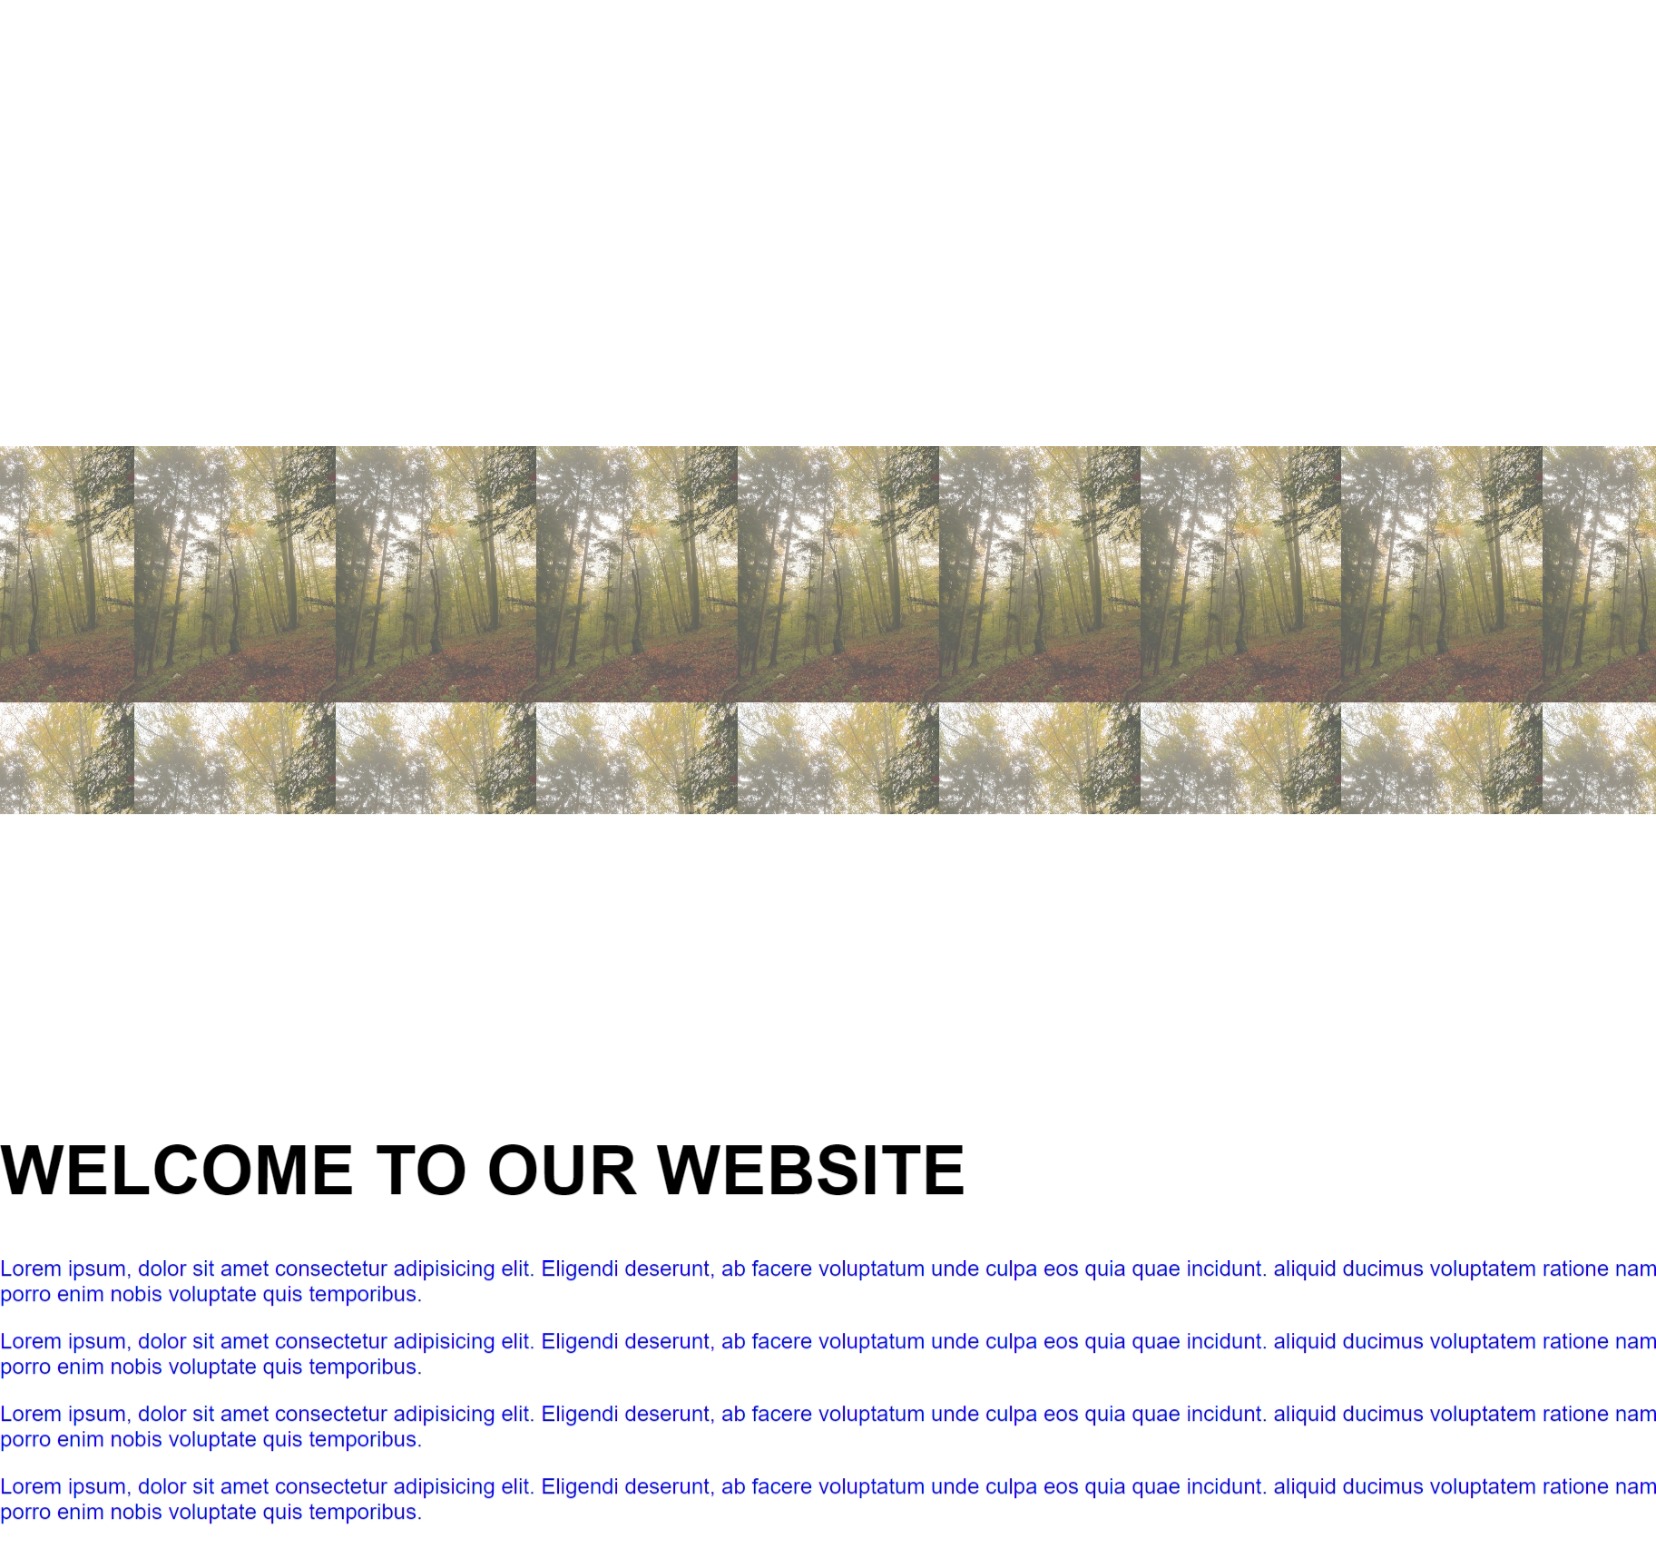 WELCOME TO OUR WEBSITE
Lorem ipsum, dolor sit amet consectetur adipisicing elit. Eligendi deserunt, ab facere voluptatum unde culpa eos quia quae incidunt. aliquid ducimus voluptatem ratione nam
porro enim nobis voluptate quis temporibus.
Lorem ipsum, dolor sit amet consectetur adipisicing elit. Eligendi deserunt, ab facere voluptatum unde culpa eos quia quae incidunt. aliquid ducimus voluptatem ratione nam
porro enim nobis voluptate quis temporibus.
Lorem ipsum, dolor sit amet consectetur adipisicing elit. Eligendi deserunt, ab facere voluptatum unde culpa eos quia quae incidunt. aliquid ducimus voluptatem ratione nam
porro enim nobis voluptate quis temporibus.
Lorem ipsum, dolor sit amet consectetur adipisicing elit. Eligendi deserunt, ab facere voluptatum unde culpa eos quia quae incidunt. aliquid ducimus voluptatem ratione nam
porro enim nobis voluptate quis temporibus.